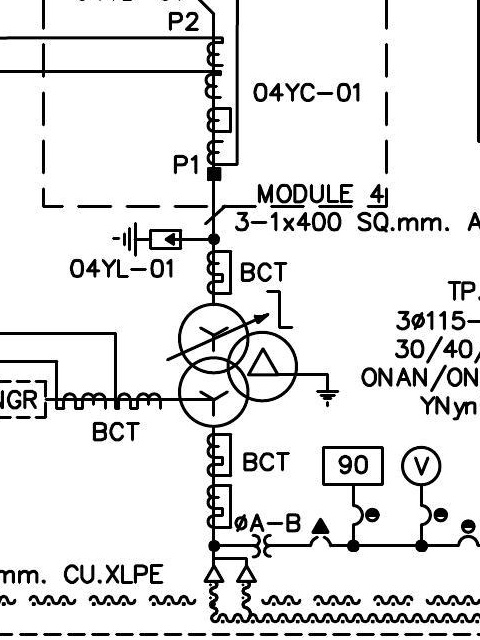 P2
04YC-01
P1
MODULE 4
3-1x400 SQ.mm. A
04YL-01
BCT
TP.
3ø115-
30/40/
ONAN/ON
YNyn
NGR
BCT
BCT
90
V
øA-B
mm. CU.XLPE